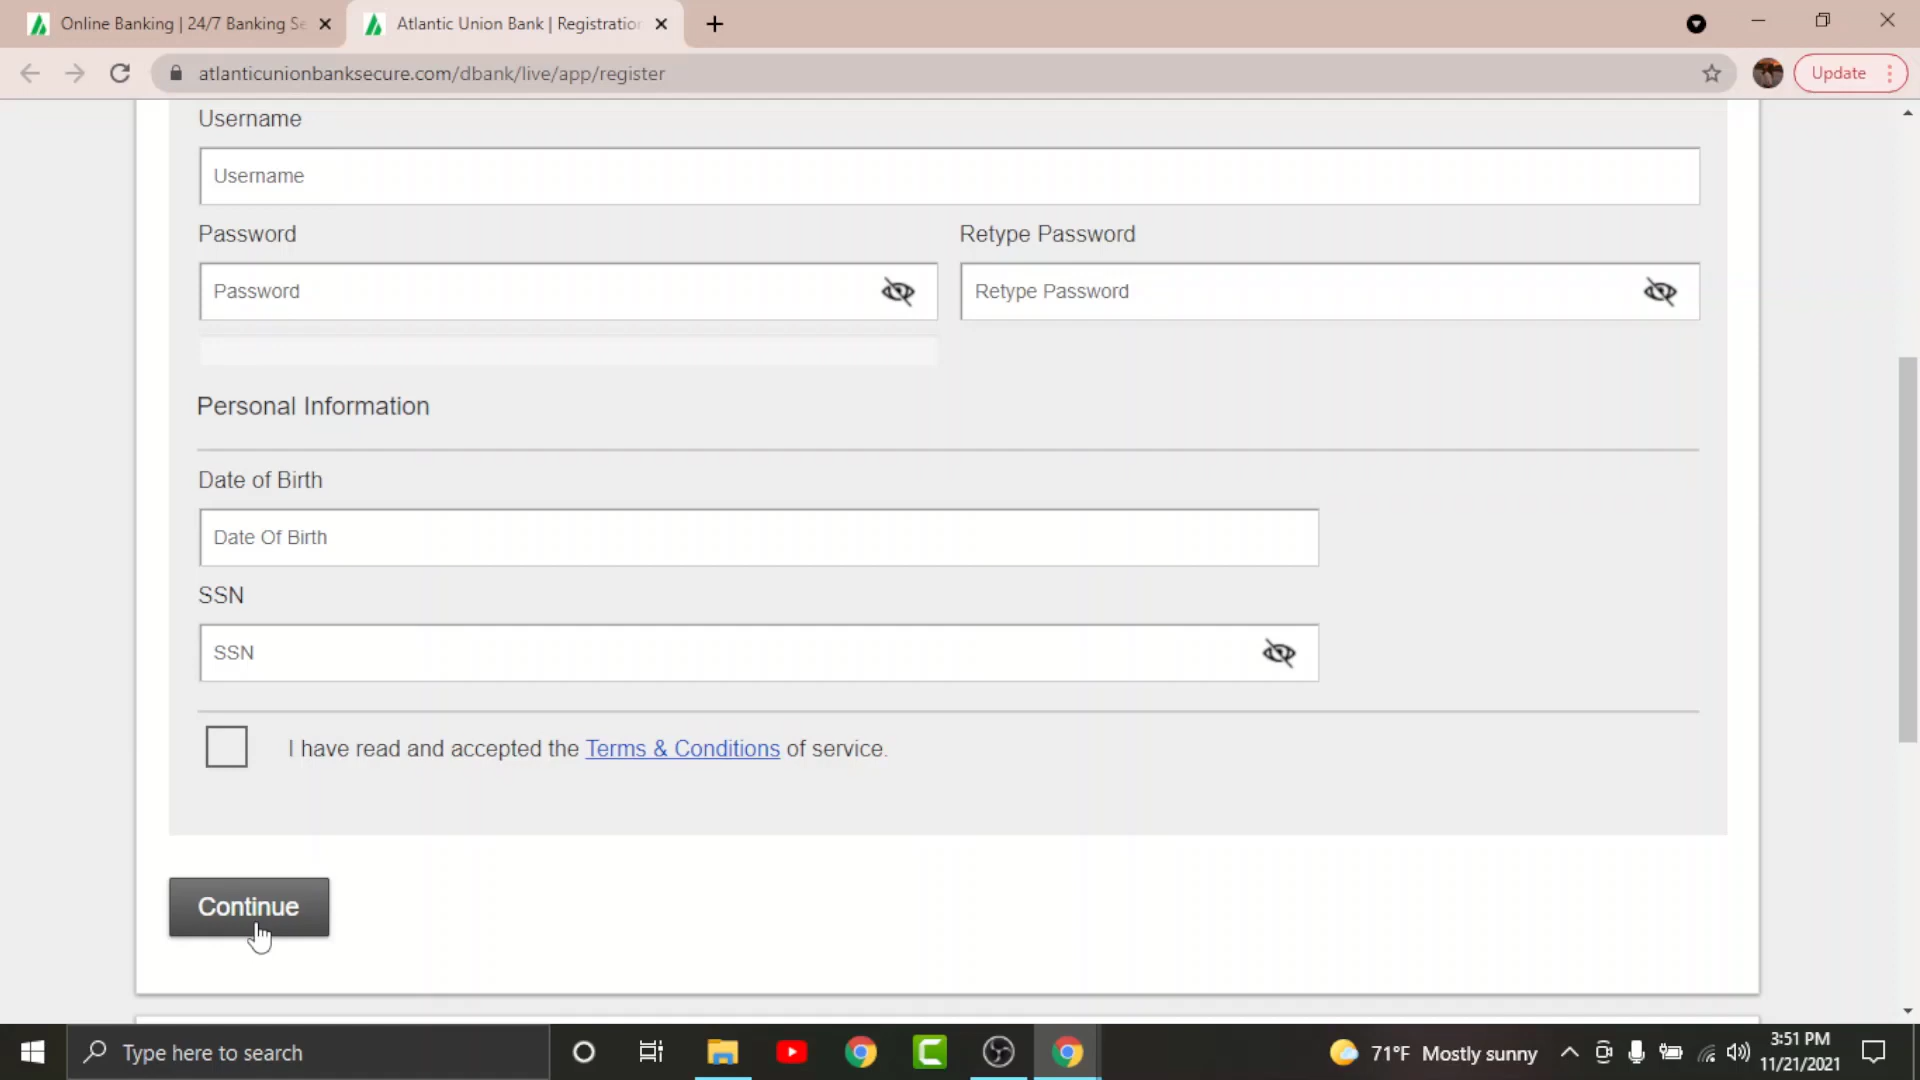 Online Banking | 24/7 Banking Se
Atlantic Union Bank | Registration
atlanticunionbanksecure.com/dbank/live/app/register
Update
Username
Username
Password
Retype Password
Password
Retype Password
Personal Information
Date of Birth
Date Of Birth
SSN
SSN
I have read and accepted the Terms & Conditions of service.
Continue
Type here to search
71°F Mostly sunny
3:51 PM
11/21/2021